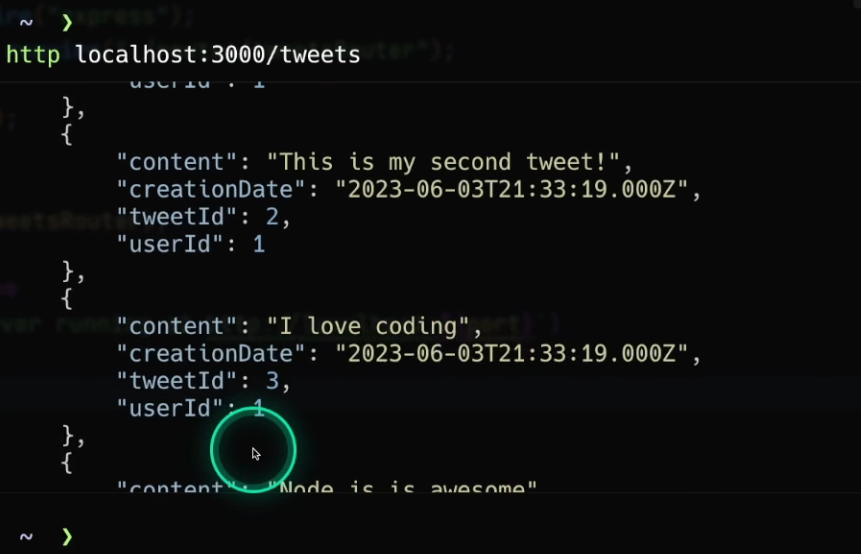 ~ ❯
http localhost:3000/tweets
"userId": 1
},
{
"content": "This is my second tweet!",
"creationDate": "2023-06-03T21:33:19.000Z",
"tweetId": 2,
"userId": 1
},
{
"content": "I love coding",
"creationDate": "2023-06-03T21:33:19.000Z",
"tweetId": 3,
"userId": 1
},
{
"content": "Node is is awesome"
~ ❯